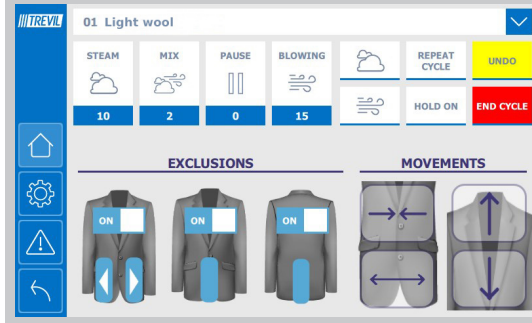 TREVIL
01 Light wool
STEAM MIX PAUSE BLOWING REPEAT CYCLE UNDO
10 2 0 15 HOLD ON END CYCLE
EXCLUSIONS MOVEMENTS
ON ON ON